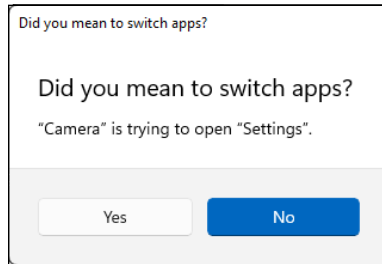 Did you mean to switch apps?
Did you mean to switch apps?
“Camera” is trying to open “Settings”.
Yes
No